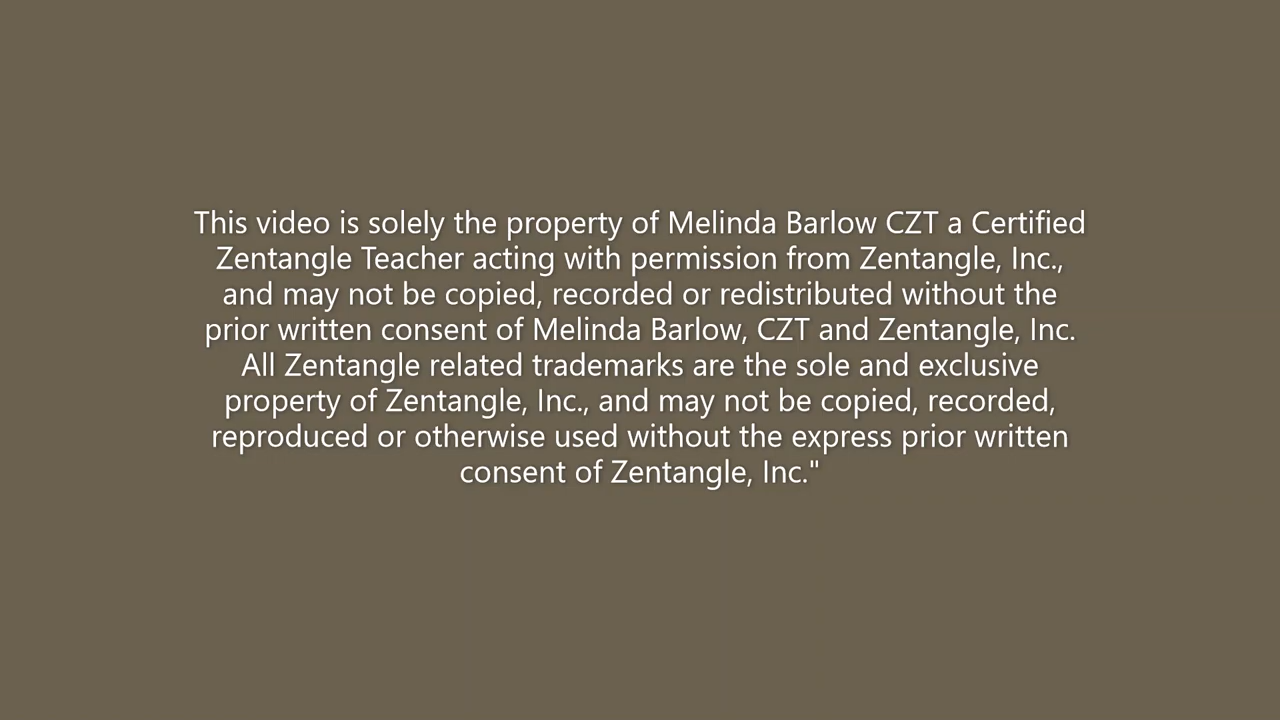 This video is solely the property of Melinda Barlow CZT a Certified
Zentangle Teacher acting with permission from Zentangle, Inc.,
and may not be copied, recorded or redistributed without the
prior written consent of Melinda Barlow, CZT and Zentangle, Inc.
All Zentangle related trademarks are the sole and exclusive
property of Zentangle, Inc., and may not be copied, recorded,
reproduced or otherwise used without the express prior written
consent of Zentangle, Inc."